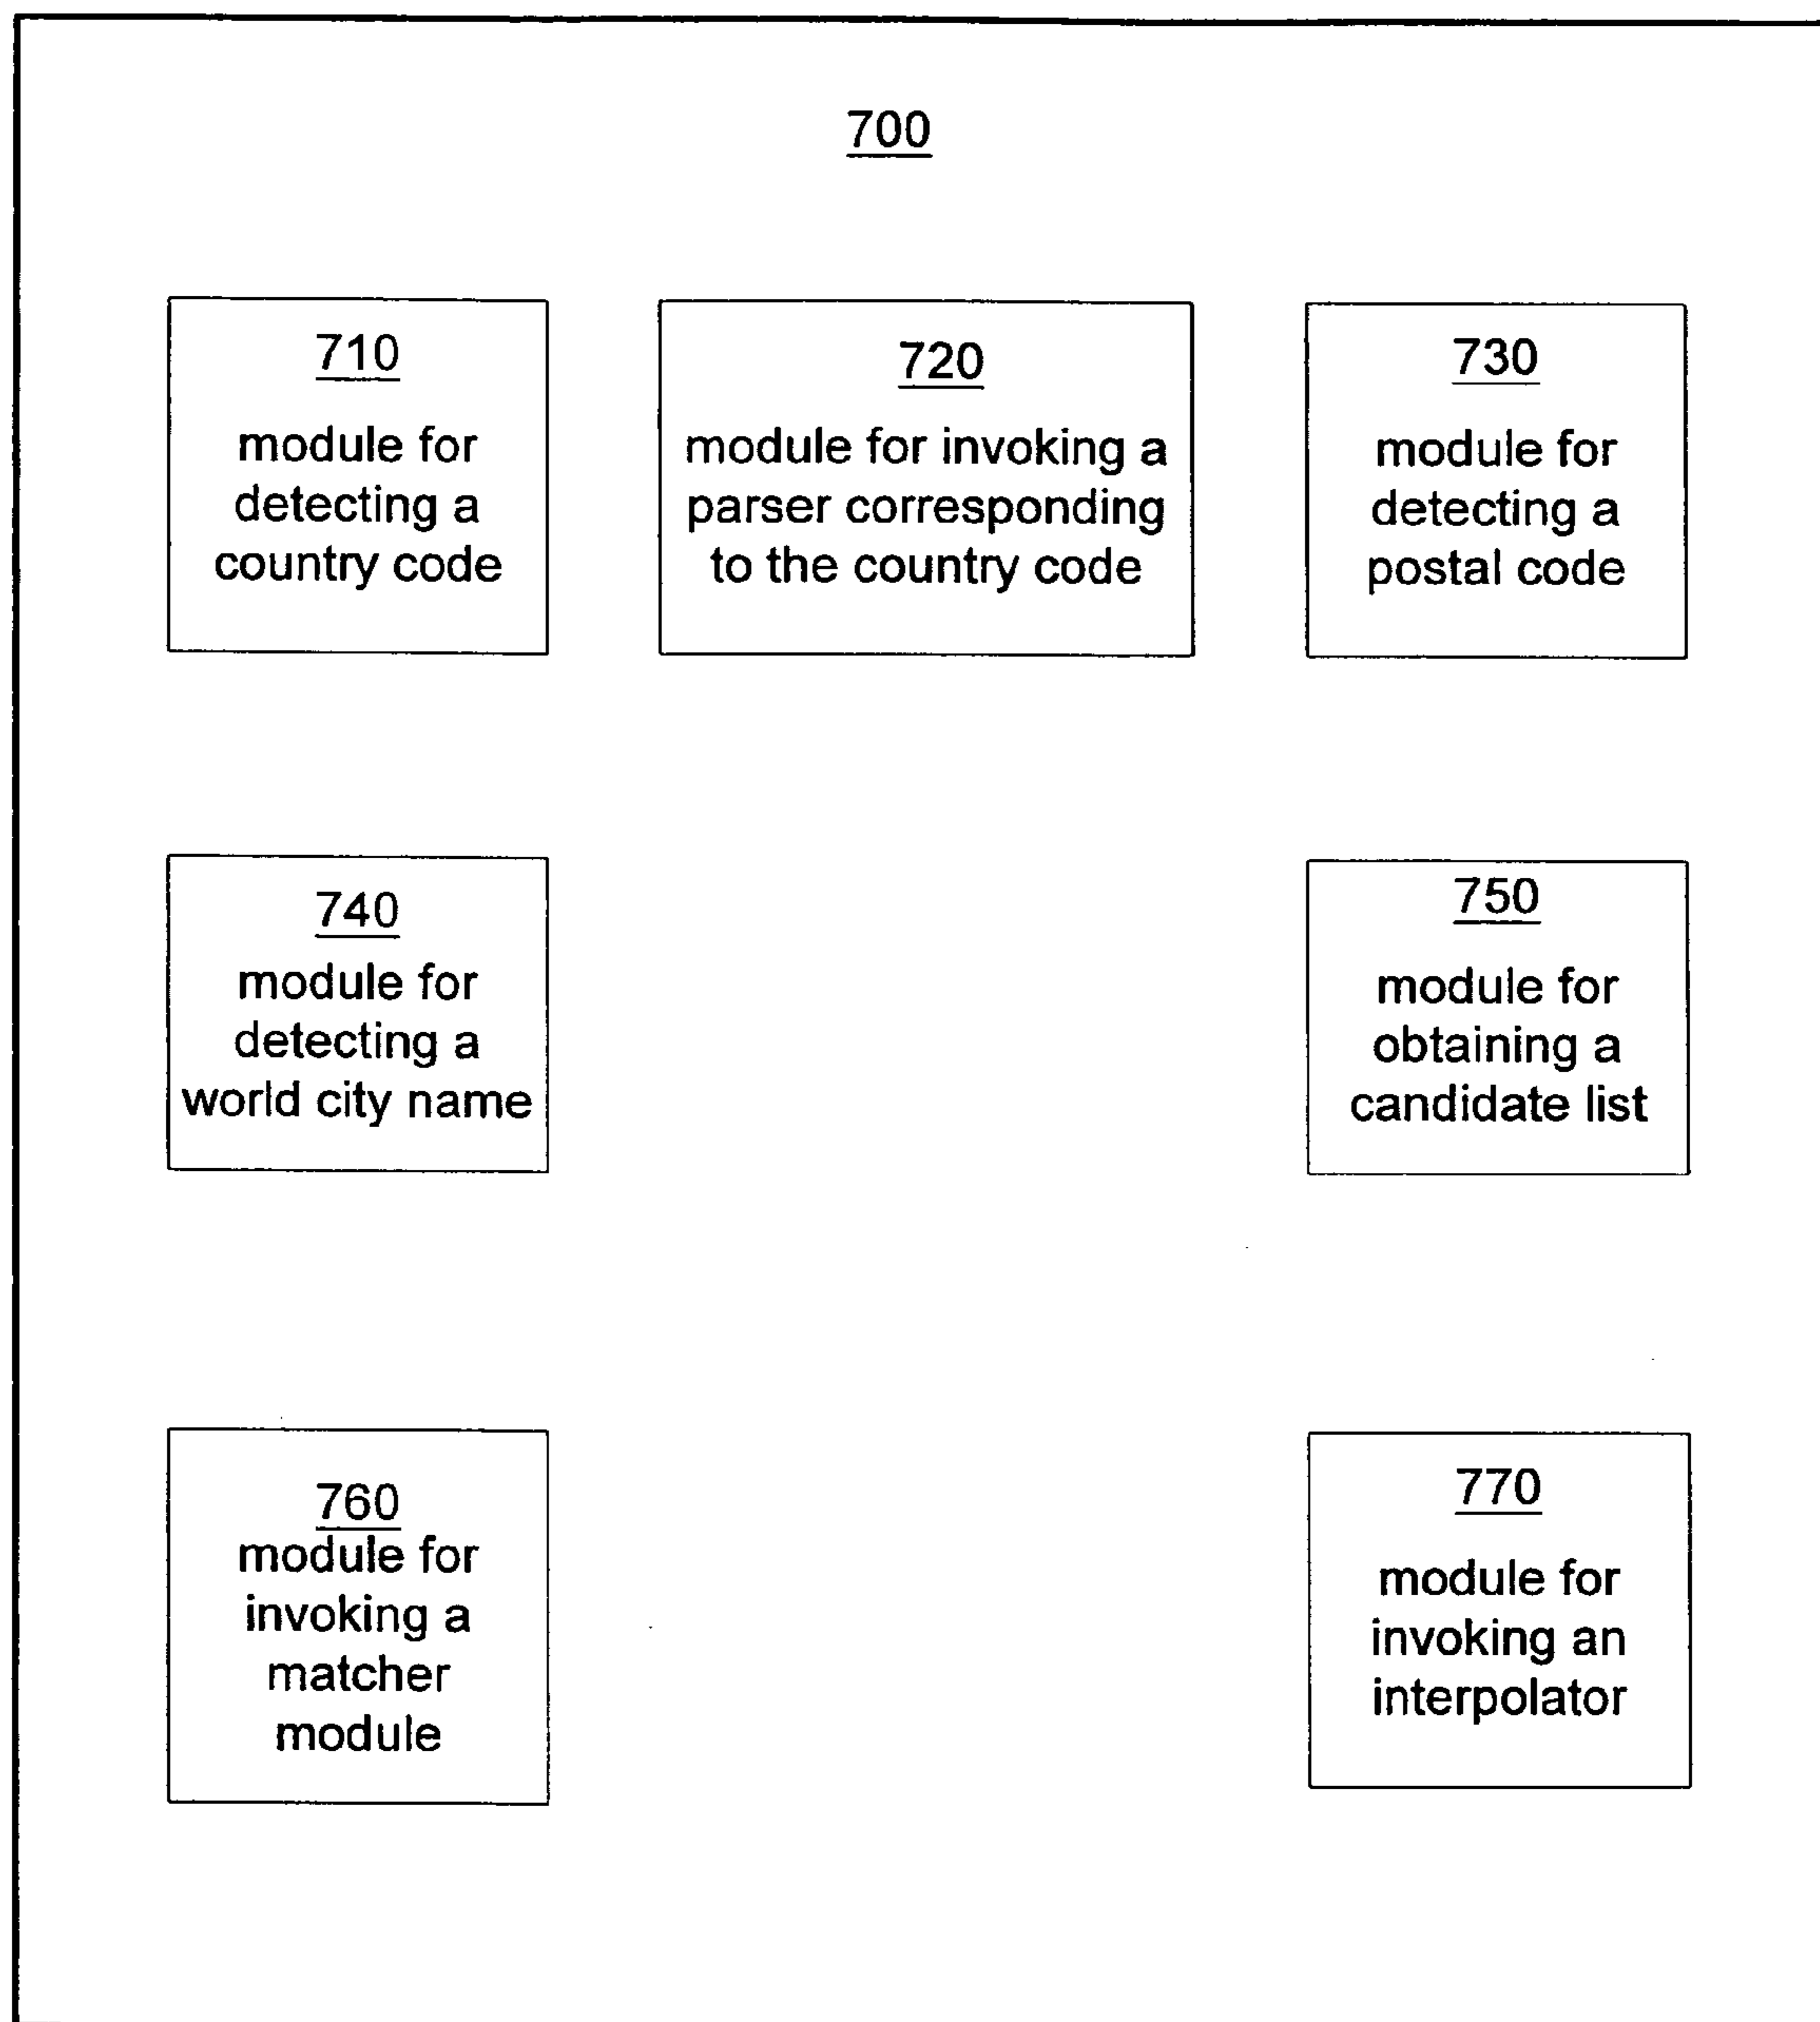 700
710
module for
detecting a
country code
720
module for invoking a
parser corresponding
to the country code
730
module for
detecting a
postal code
740
module for
detecting a
world city name
750
module for
obtaining a
candidate list
760
module for
invoking a
matcher
module
770
module for
invoking an
interpolator